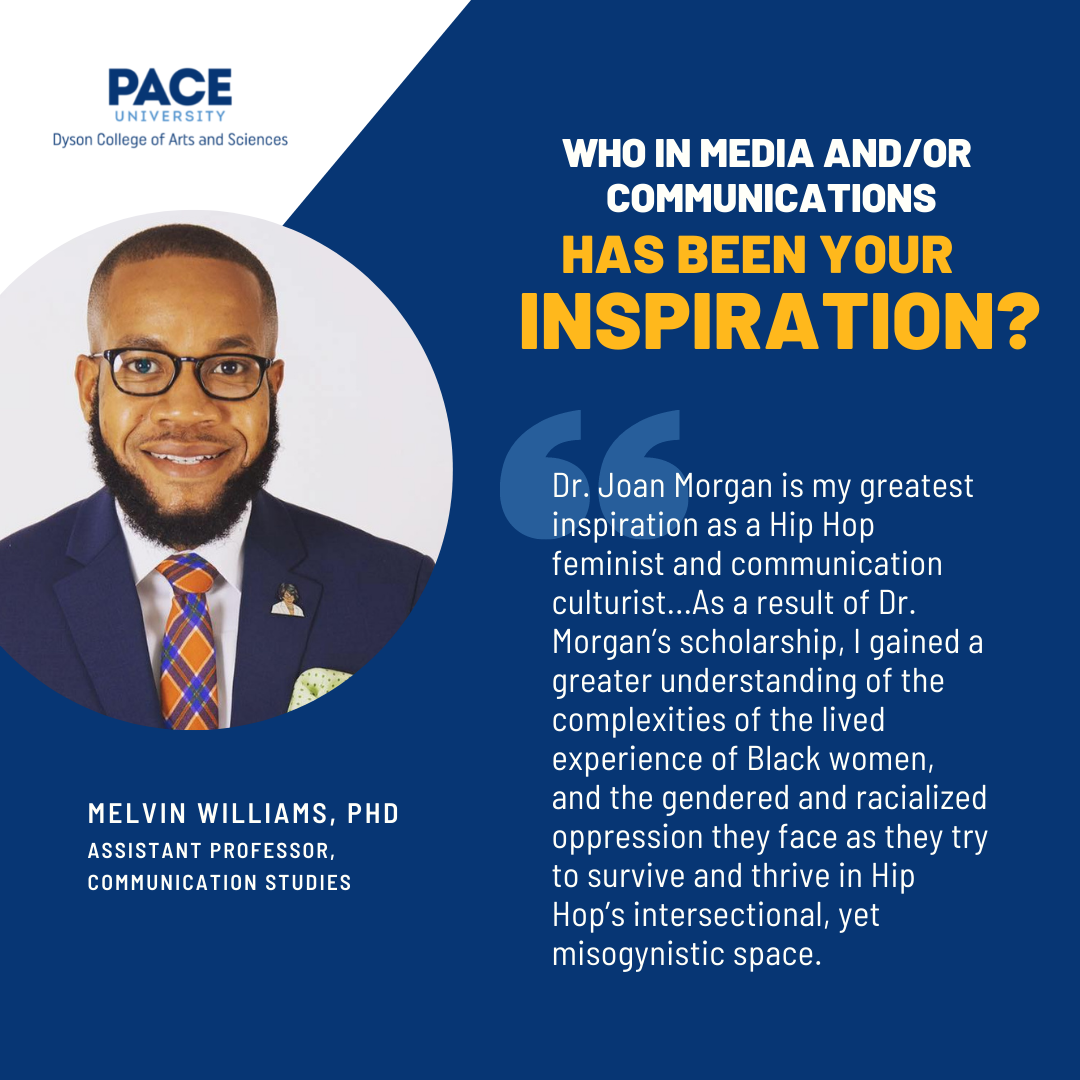 PACE
UNIVERSITY
Dyson College of Arts and Sciences
WHO IN MEDIA AND/OR
COMMUNICATIONS
HAS BEEN YOUR
INSPIRATION?
“
Dr. Joan Morgan is my greatest
inspiration as a Hip Hop
feminist and communication
culturist...As a result of Dr.
Morgan’s scholarship, I gained a
greater understanding of the
complexities of the lived
experience of Black women,
and the gendered and racialized
oppression they face as they try
to survive and thrive in Hip
Hop’s intersectional, yet
misogynistic space.
MELVIN WILLIAMS, PHD
ASSISTANT PROFESSOR,
COMMUNICATION STUDIES